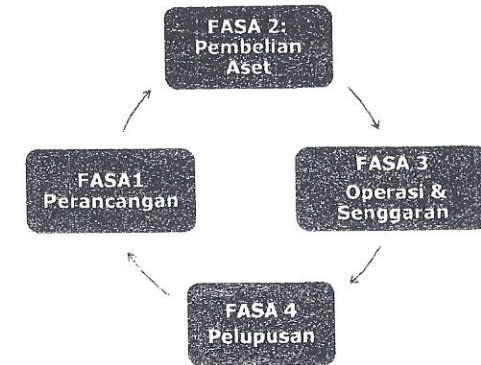 FASA 2:
Pembelian
Aset
FASA1
Perancangan
FASA 3
Operasi &
Senggaran
FASA 4
Pelupusan